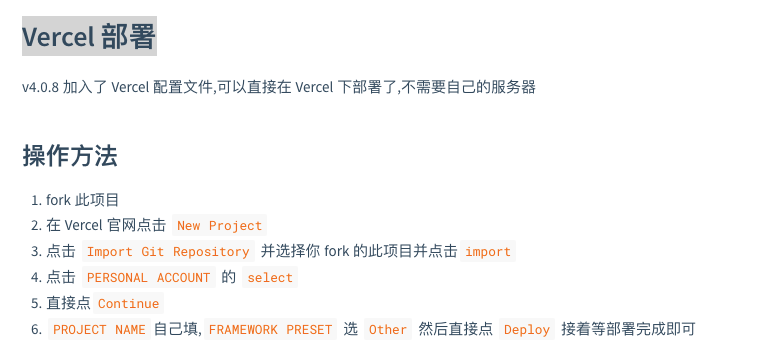 Vercel 部署
v4.0.8 加入了 Vercel 配置文件,可以直接在 Vercel 下部署了,不需要自己的服务器
操作方法
1. fork 此项目
2. 在 Vercel 官网点击 New Project
3. 点击 Import Git Repository 并选择你 fork 的此项目并点击 import
4. 点击 PERSONAL ACCOUNT 的 select
5. 直接点 Continue
6. PROJECT NAME 自己填, FRAMEWORK PRESET 选 Other 然后直接点 Deploy 接着等部署完成即可